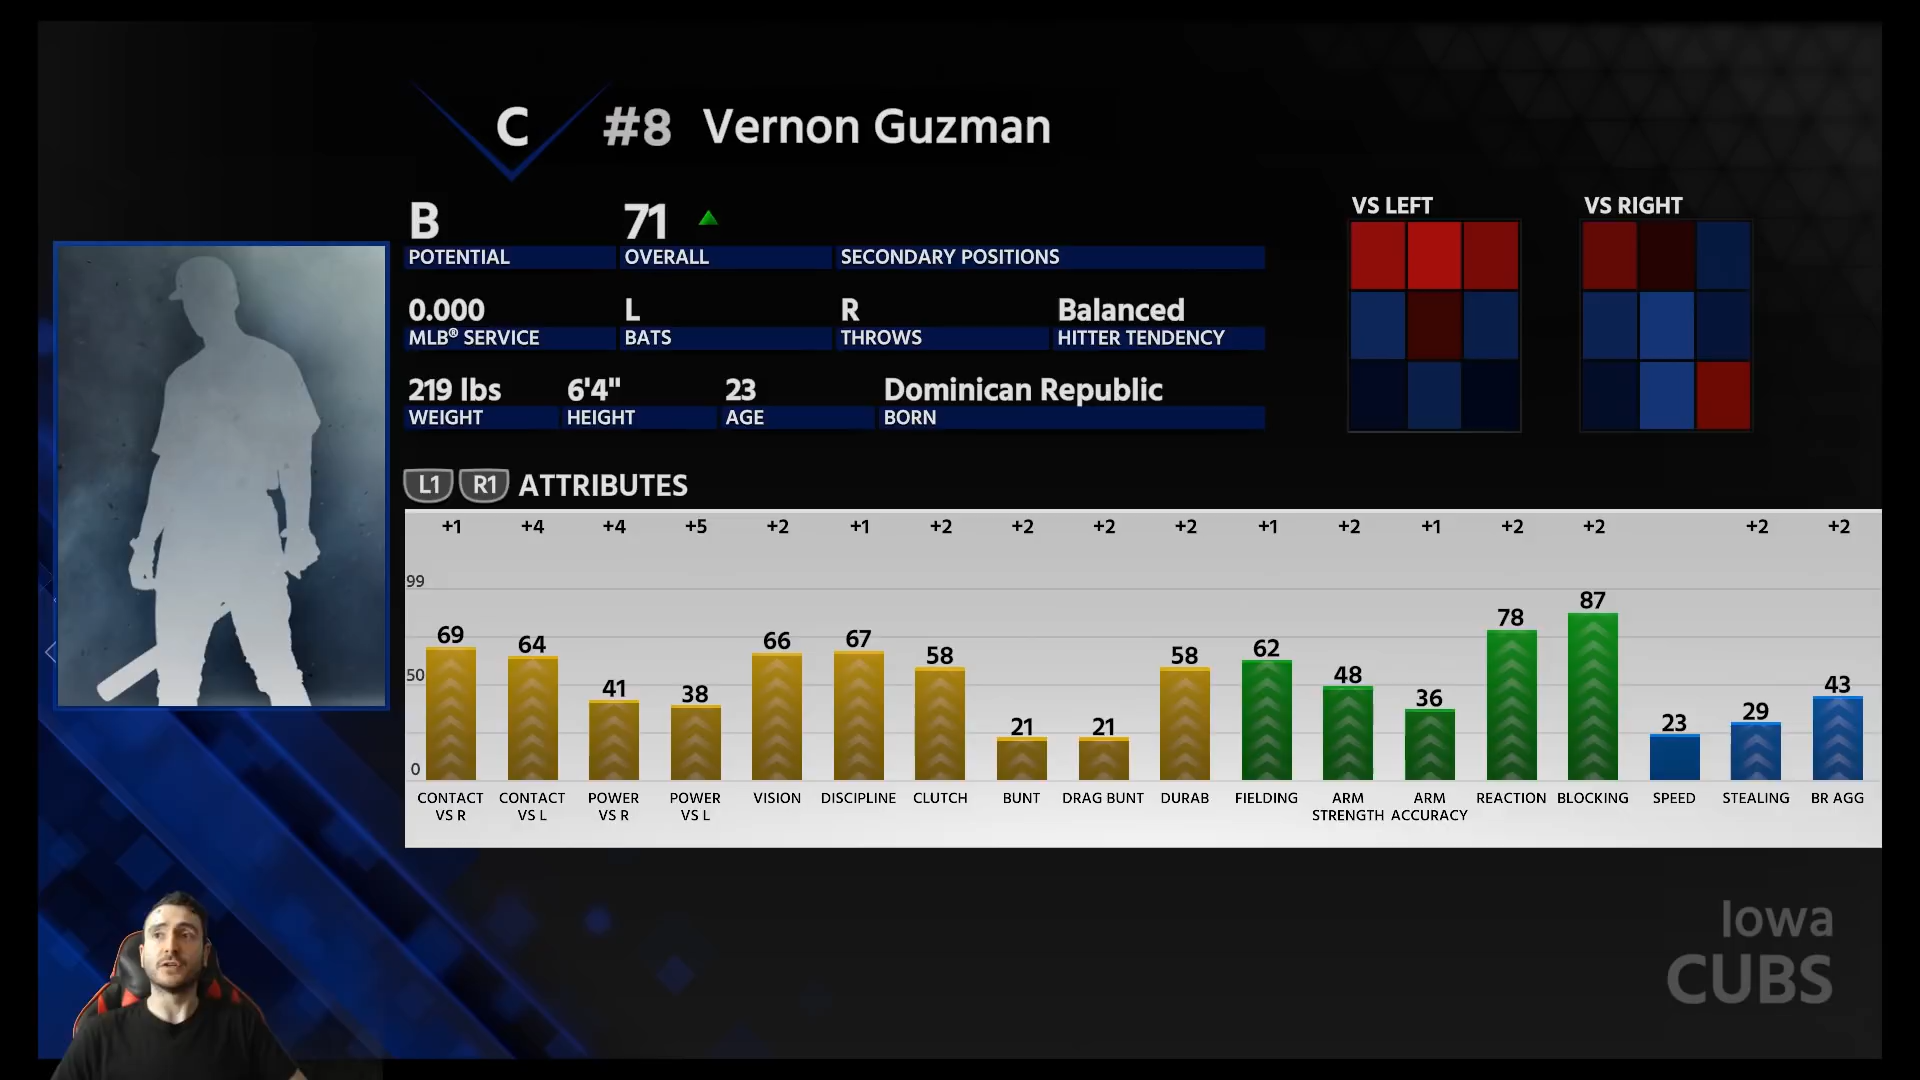 C #8 Vernon Guzman
B 71
POTENTIAL OVERALL SECONDARY POSITIONS
0.000 L R Balanced
MLB® SERVICE BATS THROWS HITTER TENDENCY
219 lbs 6'4" 23 Dominican Republic
WEIGHT HEIGHT AGE BORN
VS LEFT VS RIGHT
L1 R1 ATTRIBUTES
+1 +4 +4 +5 +2 +1 +2 +2 +2 +2 +1 +2 +1 +2 +2 +2 +2
99
50
0
69 64 41 38 66 67 58 21 21 58 62 48 36 78 87 23 29 43
CONTACT VS R
CONTACT VS L
POWER VS R
POWER VS L
VISION
DISCIPLINE
CLUTCH
BUNT
DRAG BUNT
DURAB
FIELDING
ARM STRENGTH
ARM ACCURACY
REACTION
BLOCKING
SPEED
STEALING
BR AGG
Iowa
CUBS